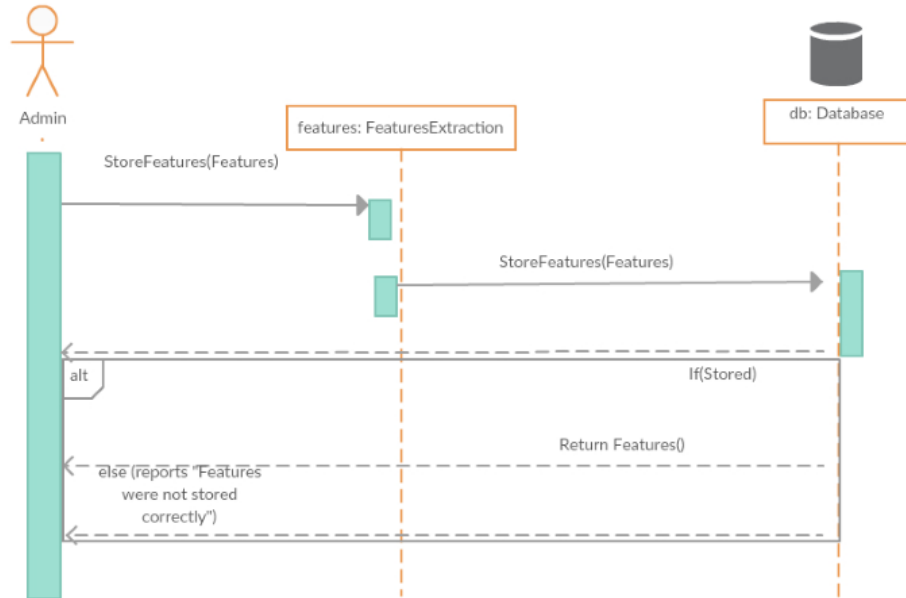 Admin
features: FeaturesExtraction
db: Database
StoreFeatures(Features)
StoreFeatures(Features)
alt
If(Stored)
Return Features()
else (reports "Features
were not stored
correctly")